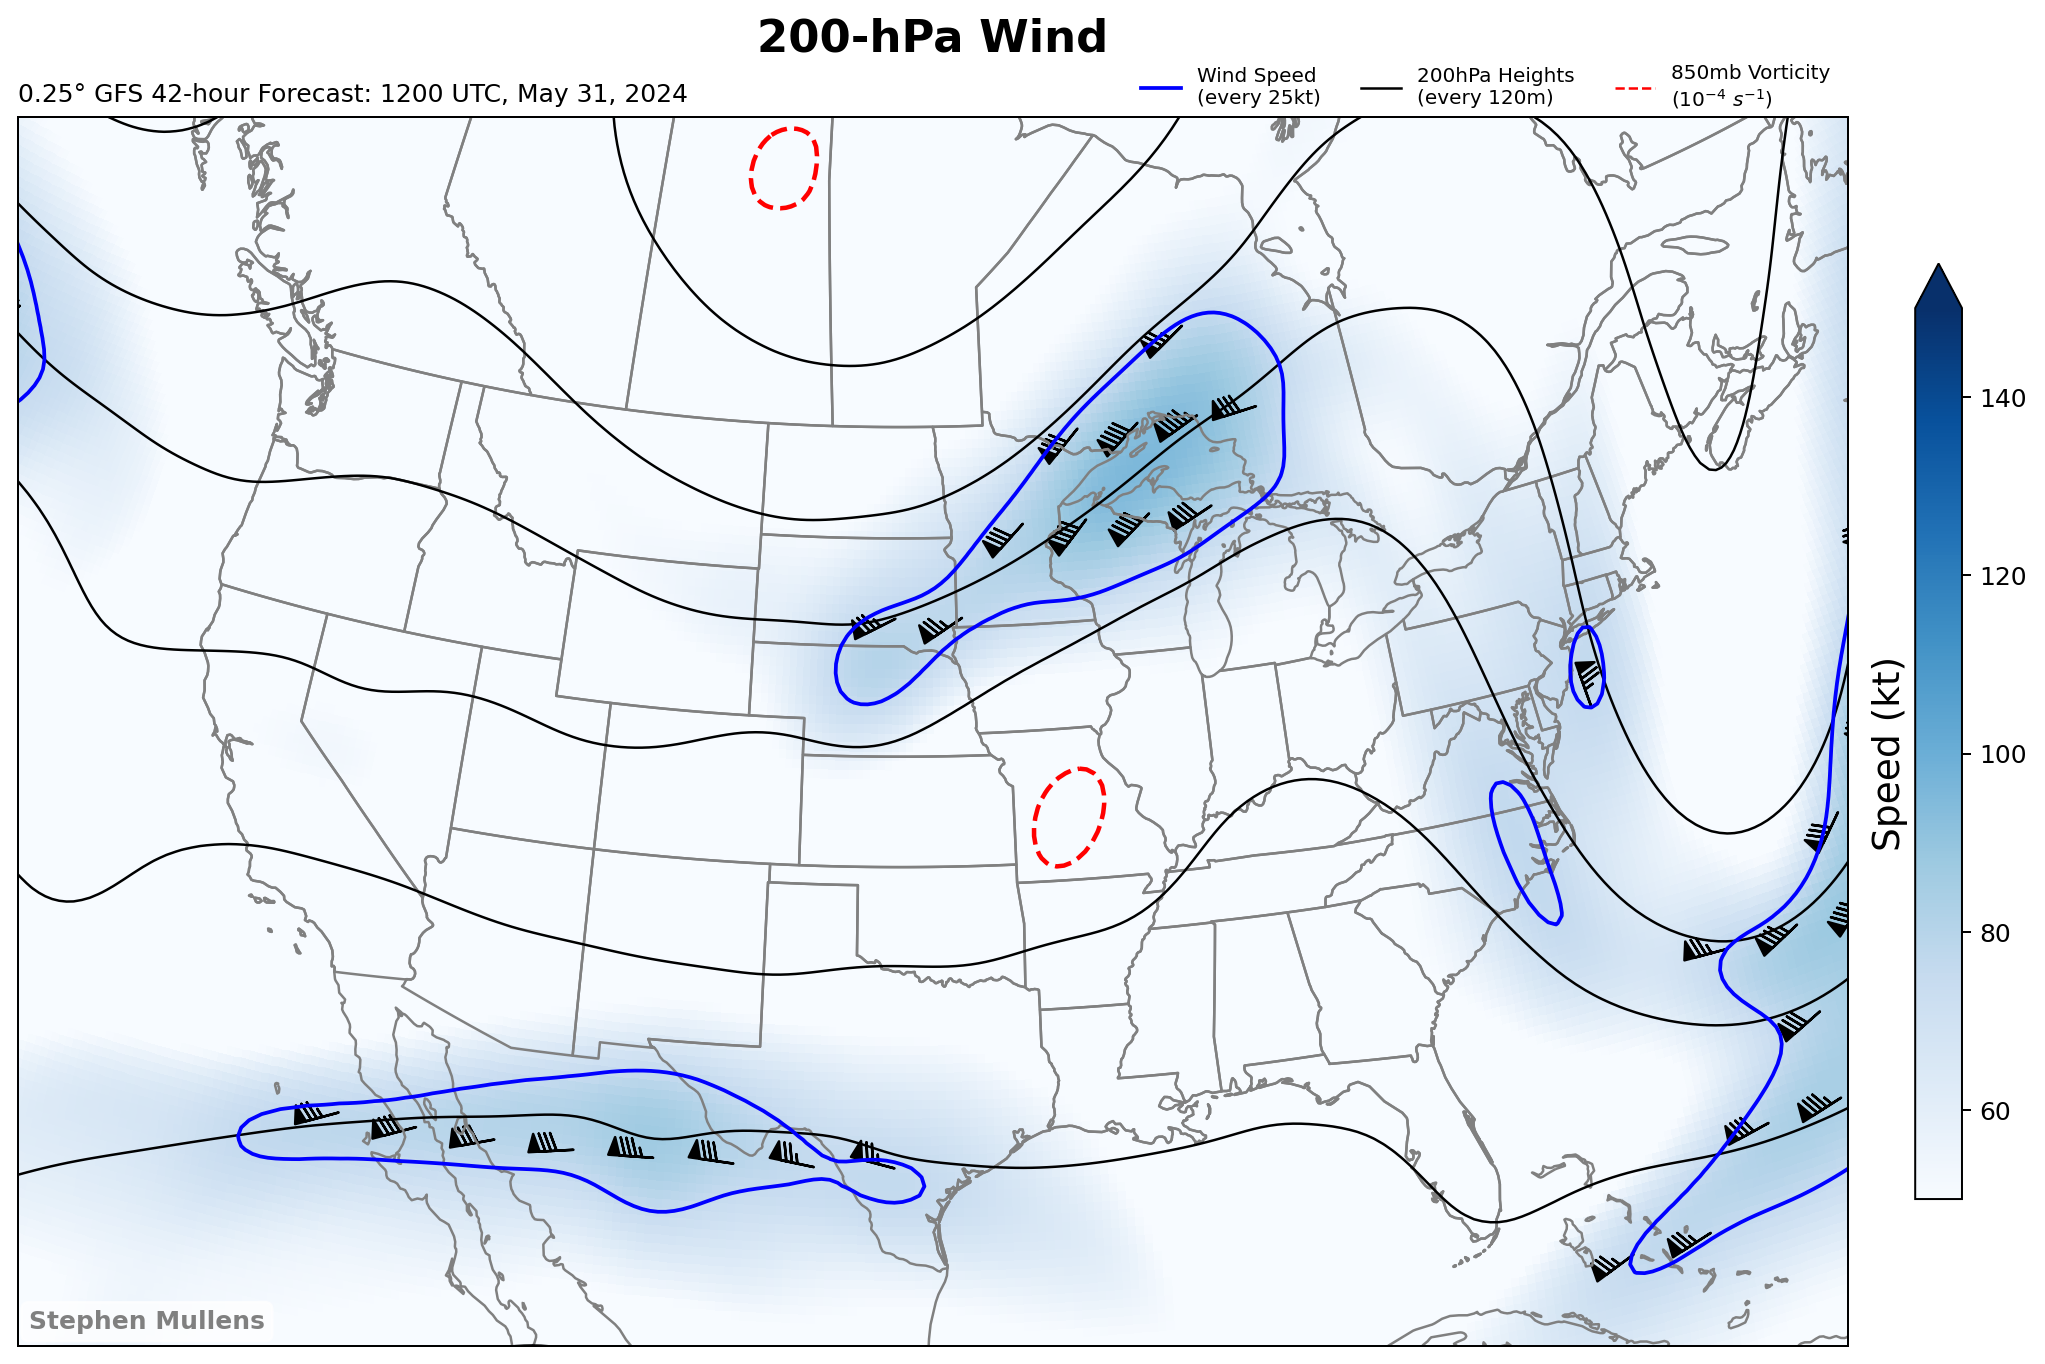 200-hPa Wind
0.25° GFS 42-hour Forecast: 1200 UTC, May 31, 2024
Wind Speed
(every 25kt)
200hPa Heights
(every 120m)
850mb Vorticity
(10⁻⁴ s⁻¹)
140
120
100
80
60
Speed (kt)
Stephen Mullens